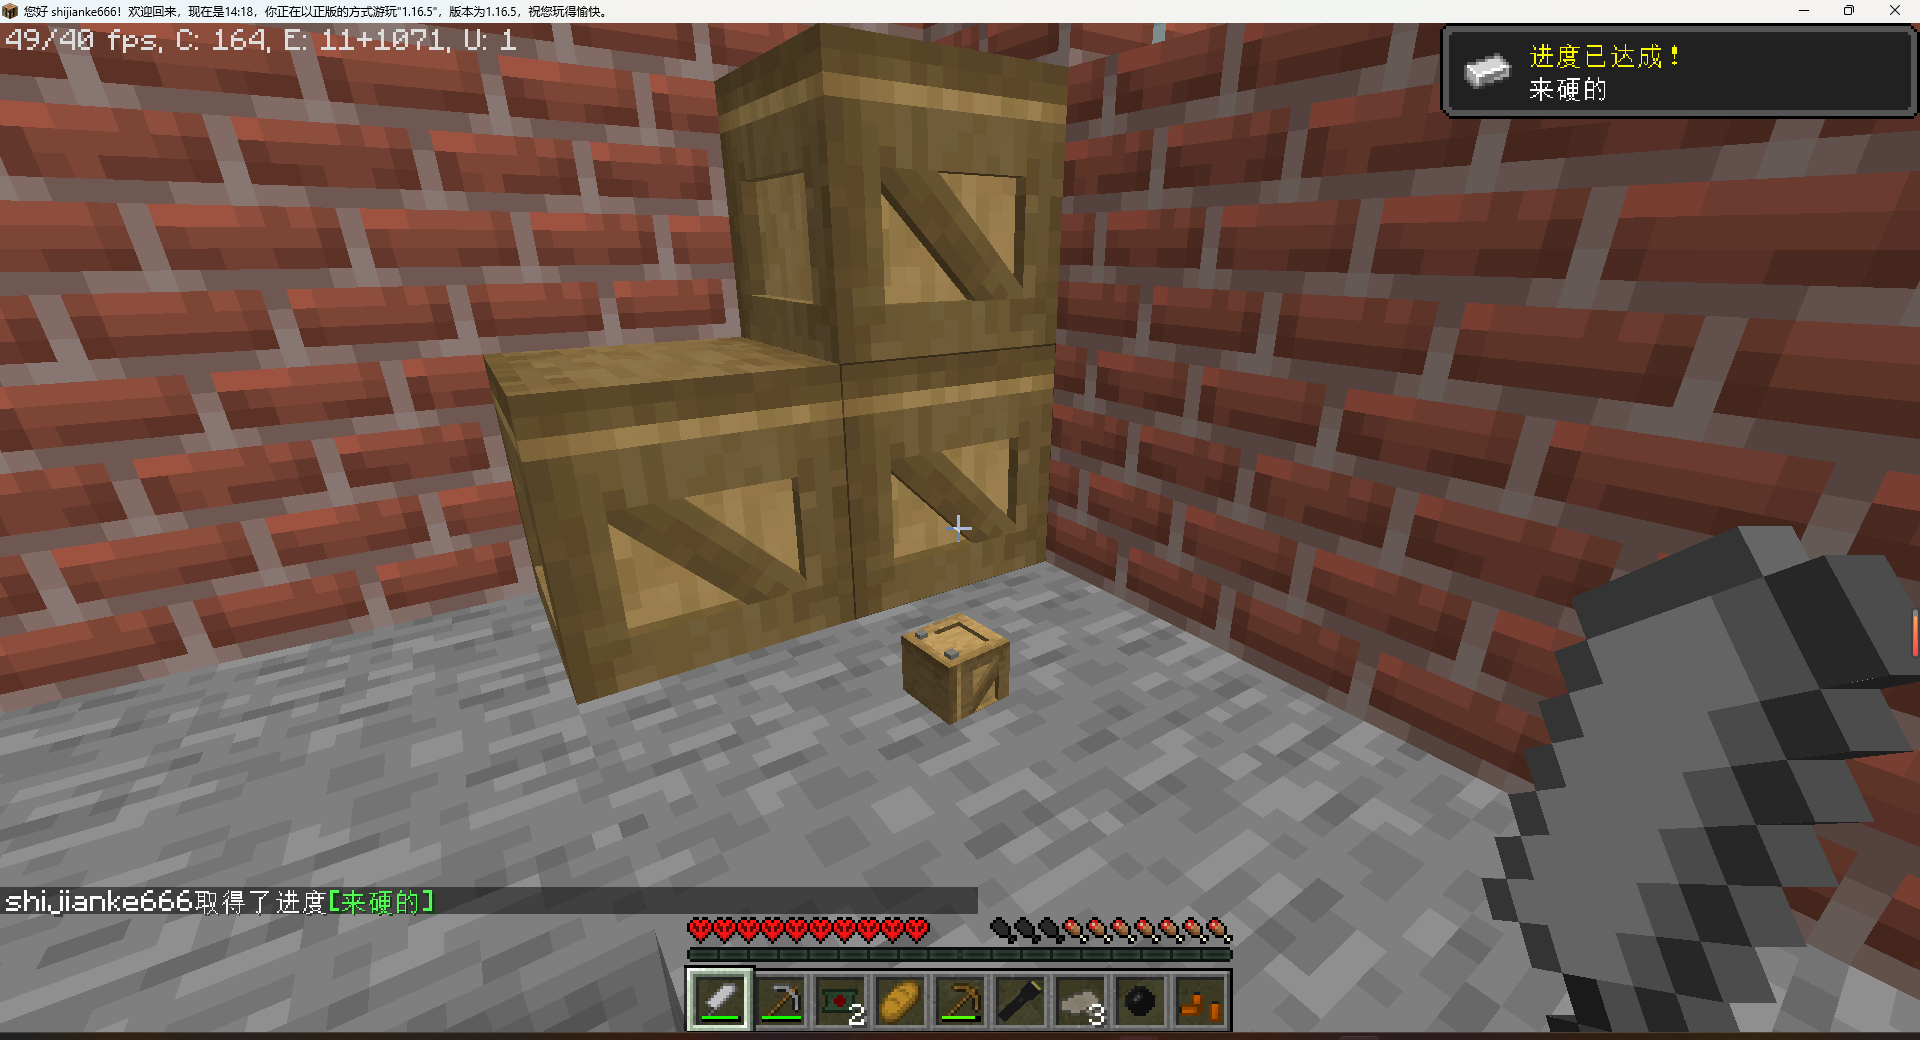 您好 shijianke666！欢迎回来，现在是14:18，你正在以正版的方式游玩"1.16.5"，版本为1.16.5，祝您玩得愉快。
49/40 fps, C: 164, E: 11+1071, U: 1
进度已达成！
来硬的
shijianke666取得了进度[来硬的]
2
3